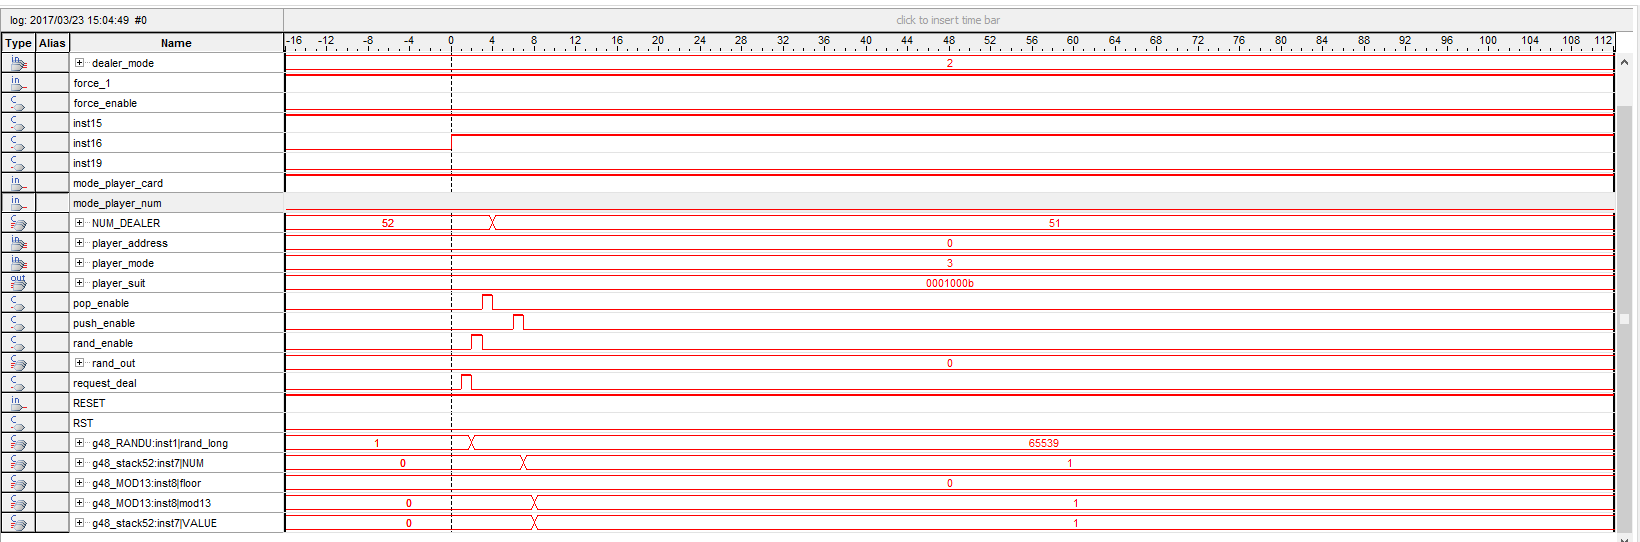 log: 2017/03/23 15:04:49 #0 click to insert time bar
Type Alias Name -16 -12 -8 -4 0 4 8 12 16 20 24 28 32 36 40 44 48 52 56 60 64 68 72 76 80 84 88 92 96 100 104 108 112
in dealer_mode 2
in force_1
C force_enable
C inst15
C inst16
C inst19
in mode_player_card
in mode_player_num
C NUM_DEALER 52 51
in player_address 0
in player_mode 3
out player_suit 0001000b
C pop_enable
C push_enable
C rand_enable
C rand_out 0
C request_deal
in RESET
C RST
C g48_RANDU:inst1|rand_long 1 65539
C g48_stack52:inst7|NUM 0 1
C g48_MOD13:inst8|floor 0
C g48_MOD13:inst8|mod13 0 1
C g48_stack52:inst7|VALUE 0 1